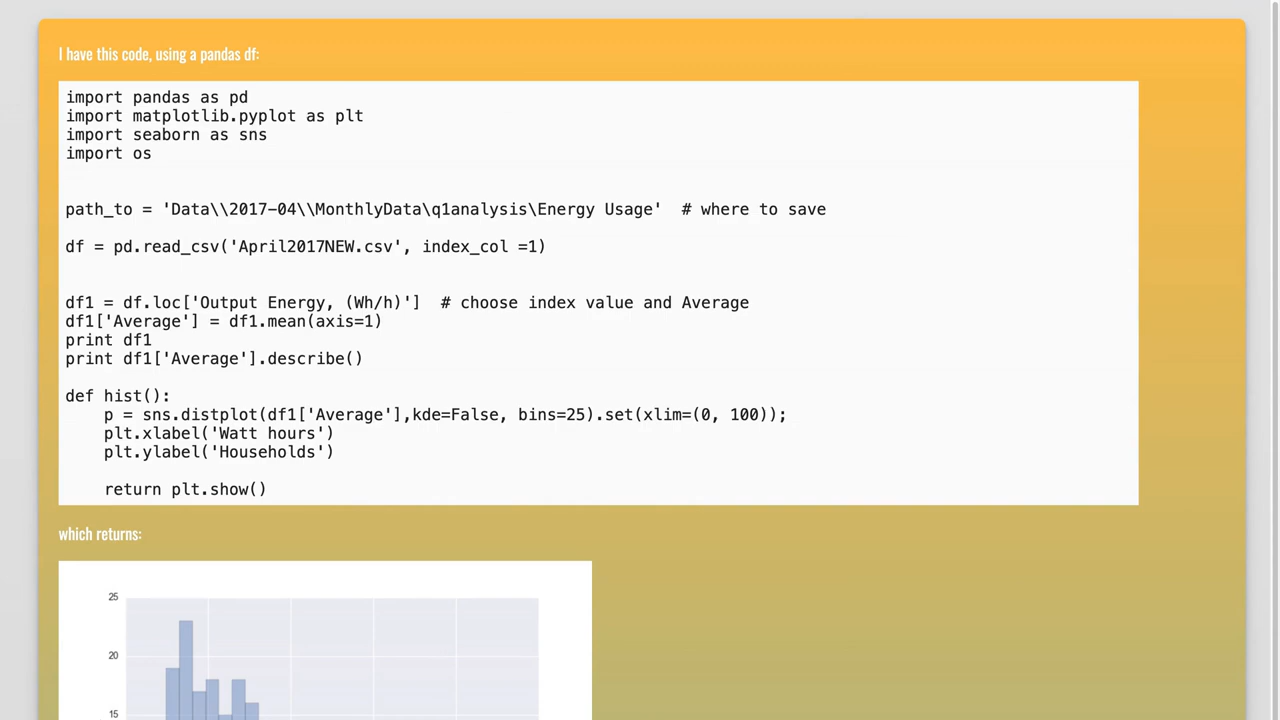 I have this code, using a pandas df:
import pandas as pd
import matplotlib.pyplot as plt
import seaborn as sns
import os
path_to = 'Data\\2017-04\\MonthlyData\q1analysis\Energy Usage'  # where to save
df = pd.read_csv('April2017NEW.csv', index_col =1)
df1 = df.loc['Output Energy, (Wh/h)']  # choose index value and Average
df1['Average'] = df1.mean(axis=1)
print df1
print df1['Average'].describe()
def hist():
    p = sns.distplot(df1['Average'],kde=False, bins=25).set(xlim=(0, 100));
    plt.xlabel('Watt hours')
    plt.ylabel('Households')
    return plt.show()
which returns:
25
20
15